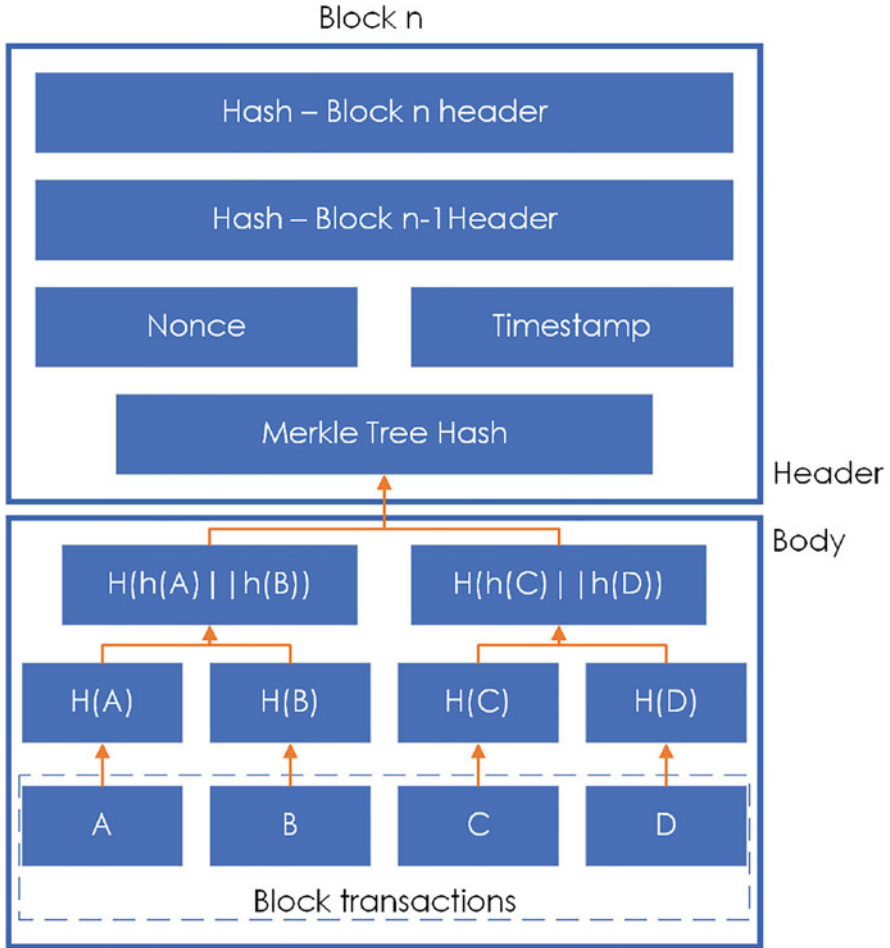 Block n
Hash – Block n header
Hash – Block n-1Header
Nonce
Timestamp
Merkle Tree Hash
Header
Body
H(h(A)||h(B))
H(h(C)||h(D))
H(A)
H(B)
H(C)
H(D)
A
B
C
D
Block transactions